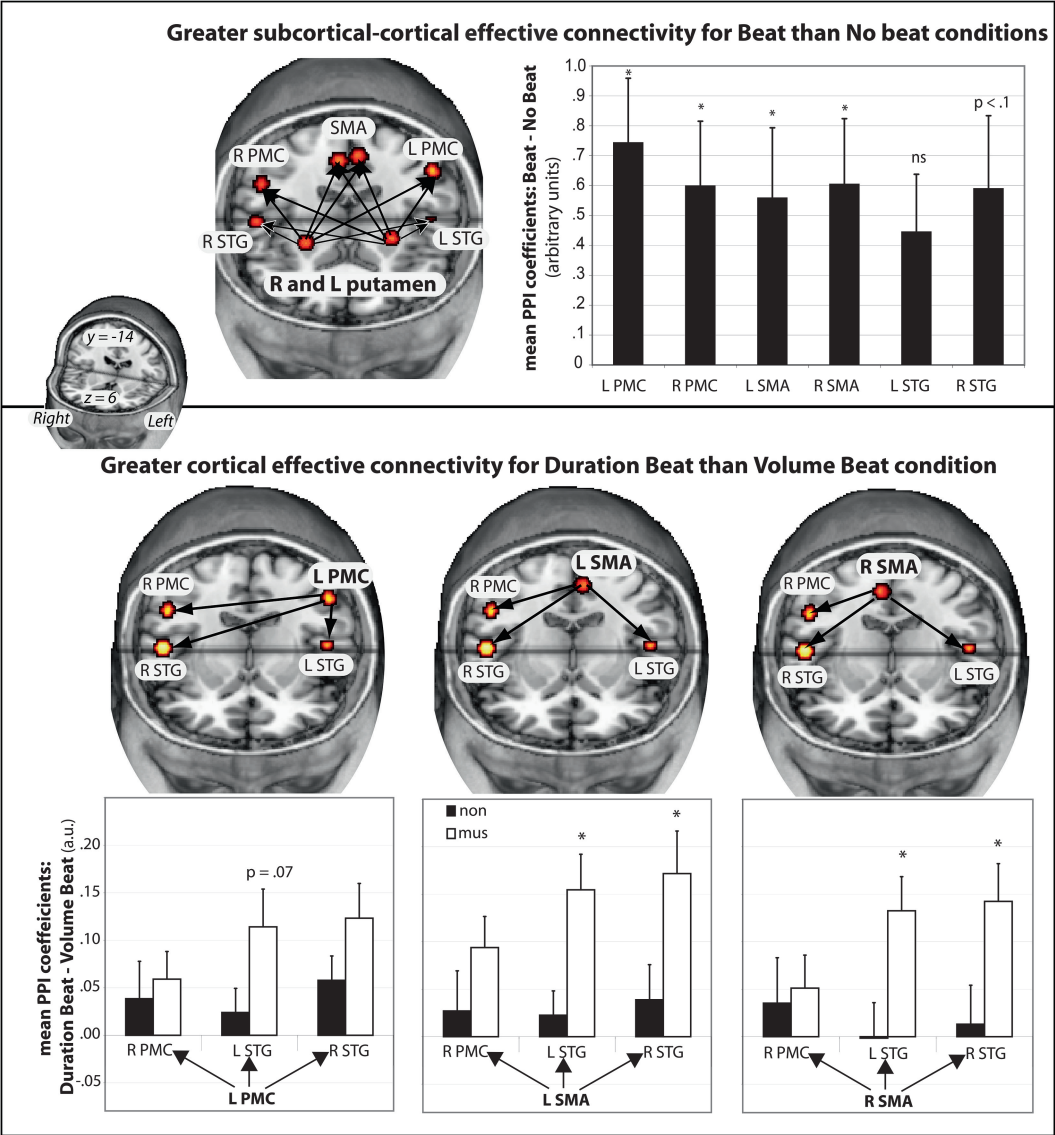 Greater subcortical-cortical effective connectivity for Beat than No beat conditions
SMA
R PMC
L PMC
R STG
L STG
R and L putamen
y = -14
z = 6
Right
Left
mean PPI coefficients: Beat - No Beat
(arbitrary units)
1.0
.9
.8
.7
.6
.5
.4
.3
.2
.1
0
*
*
*
*
ns
p < .1
L PMC
R PMC
L SMA
R SMA
L STG
R STG
Greater cortical effective connectivity for Duration Beat than Volume Beat condition
R PMC
L PMC
R STG
L STG
R PMC
L SMA
R STG
L STG
R PMC
R SMA
R STG
L STG
mean PPI coeffeicients:
Duration Beat - Volume Beat (a.u.)
.20
.15
.10
.05
.00
-.05
p = .07
R PMC
L STG
R STG
L PMC
non
mus
*
*
R PMC
L STG
R STG
L SMA
*
*
R PMC
L STG
R STG
R SMA